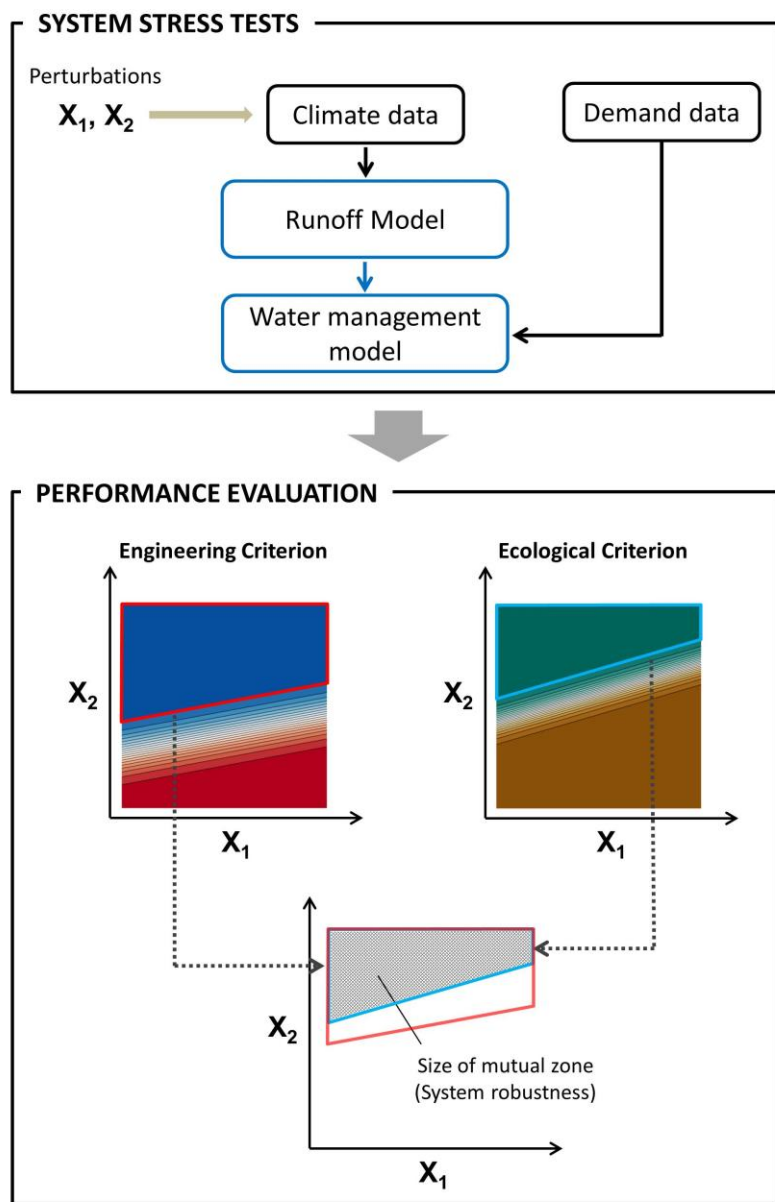 SYSTEM STRESS TESTS
Perturbations
X₁, X₂
Climate data
Demand data
Runoff Model
Water management
model
PERFORMANCE EVALUATION
Engineering Criterion
Ecological Criterion
X₂
X₁
X₂
X₁
X₂
Size of mutual zone
(System robustness)
X₁